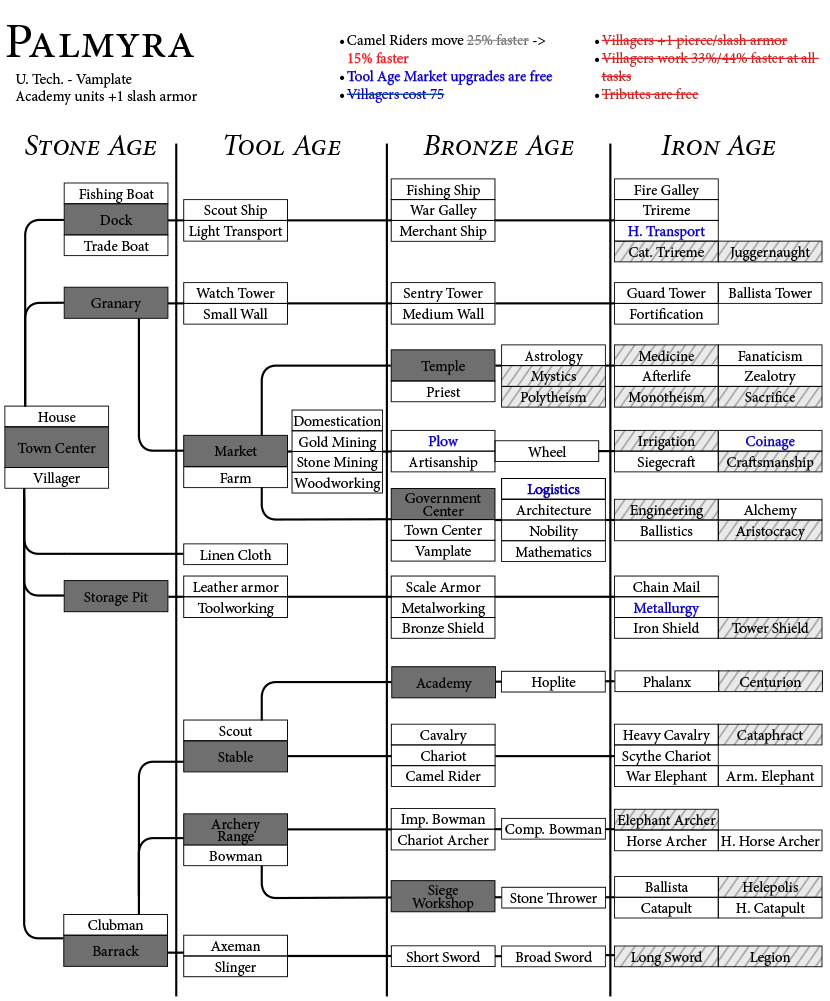 PALMYRA
U. Tech. - Vamplate
Academy units +1 slash armor
•Camel Riders move 25% faster ->
15% faster
•Tool Age Market upgrades are free
•Villagers cost 75
•Villagers +1 pierce/slash armor
•Villagers work 33%/44% faster at all
tasks
•Tributes are free
STONE AGE
TOOL AGE
BRONZE AGE
IRON AGE
Fishing Boat
Dock
Trade Boat
Scout Ship
Light Transport
Fishing Ship
War Galley
Merchant Ship
Fire Galley
Trireme
H. Transport
Cat. Trireme
Juggernaught
Granary
Watch Tower
Small Wall
Sentry Tower
Medium Wall
Guard Tower
Ballista Tower
Fortification
Temple
Priest
Astrology
Mystics
Polytheism
Medicine
Fanaticism
Afterlife
Zealotry
Monotheism
Sacrifice
House
Town Center
Villager
Market
Farm
Domestication
Gold Mining
Stone Mining
Woodworking
Plow
Artisanship
Wheel
Irrigation
Coinage
Siegecraft
Craftsmanship
Government
Center
Town Center
Vamplate
Logistics
Architecture
Nobility
Mathematics
Engineering
Alchemy
Ballistics
Aristocracy
Linen Cloth
Storage Pit
Leather armor
Toolworking
Scale Armor
Metalworking
Bronze Shield
Chain Mail
Metallurgy
Iron Shield
Tower Shield
Academy
Hoplite
Phalanx
Centurion
Scout
Stable
Cavalry
Chariot
Camel Rider
Heavy Cavalry
Cataphract
Scythe Chariot
War Elephant
Arm. Elephant
Archery
Range
Bowman
Imp. Bowman
Chariot Archer
Comp. Bowman
Elephant Archer
Horse Archer
H. Horse Archer
Siege
Workshop
Stone Thrower
Ballista
Helepolis
Catapult
H. Catapult
Clubman
Barrack
Axeman
Slinger
Short Sword
Broad Sword
Long Sword
Legion